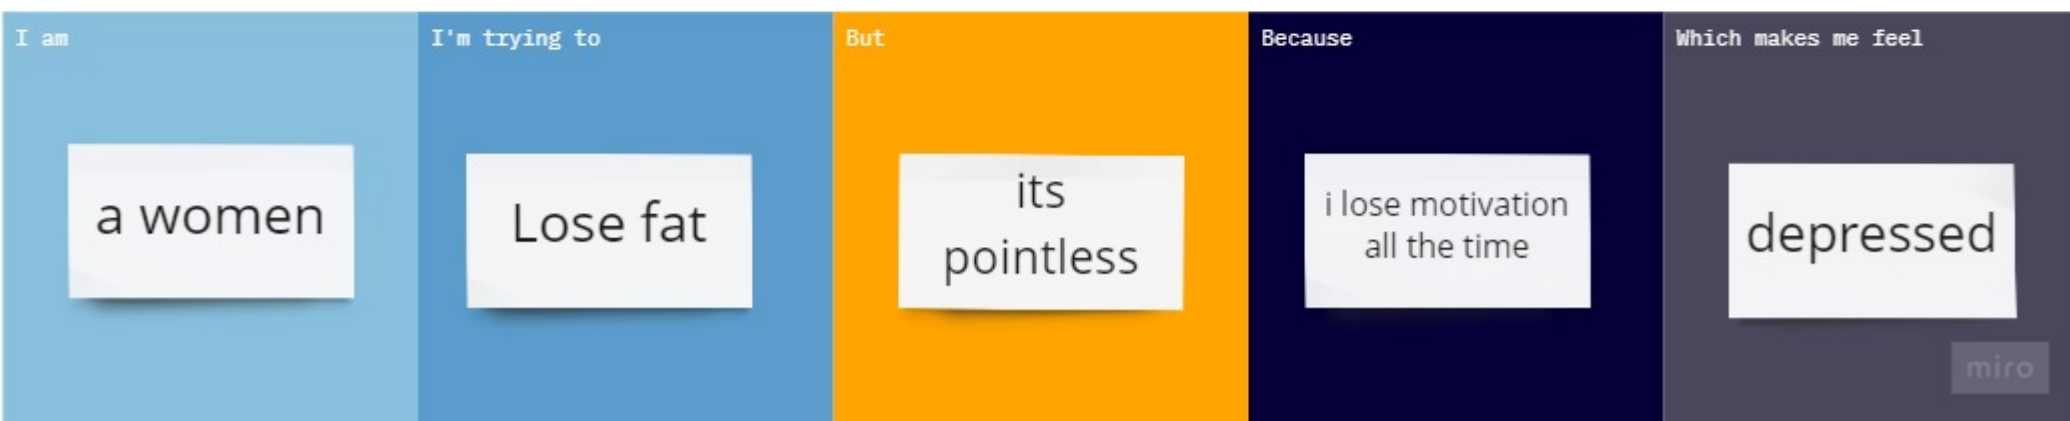 I am
a women
I'm trying to
Lose fat
But
its
pointless
Because
i lose motivation
all the time
Which makes me feel
depressed
miro